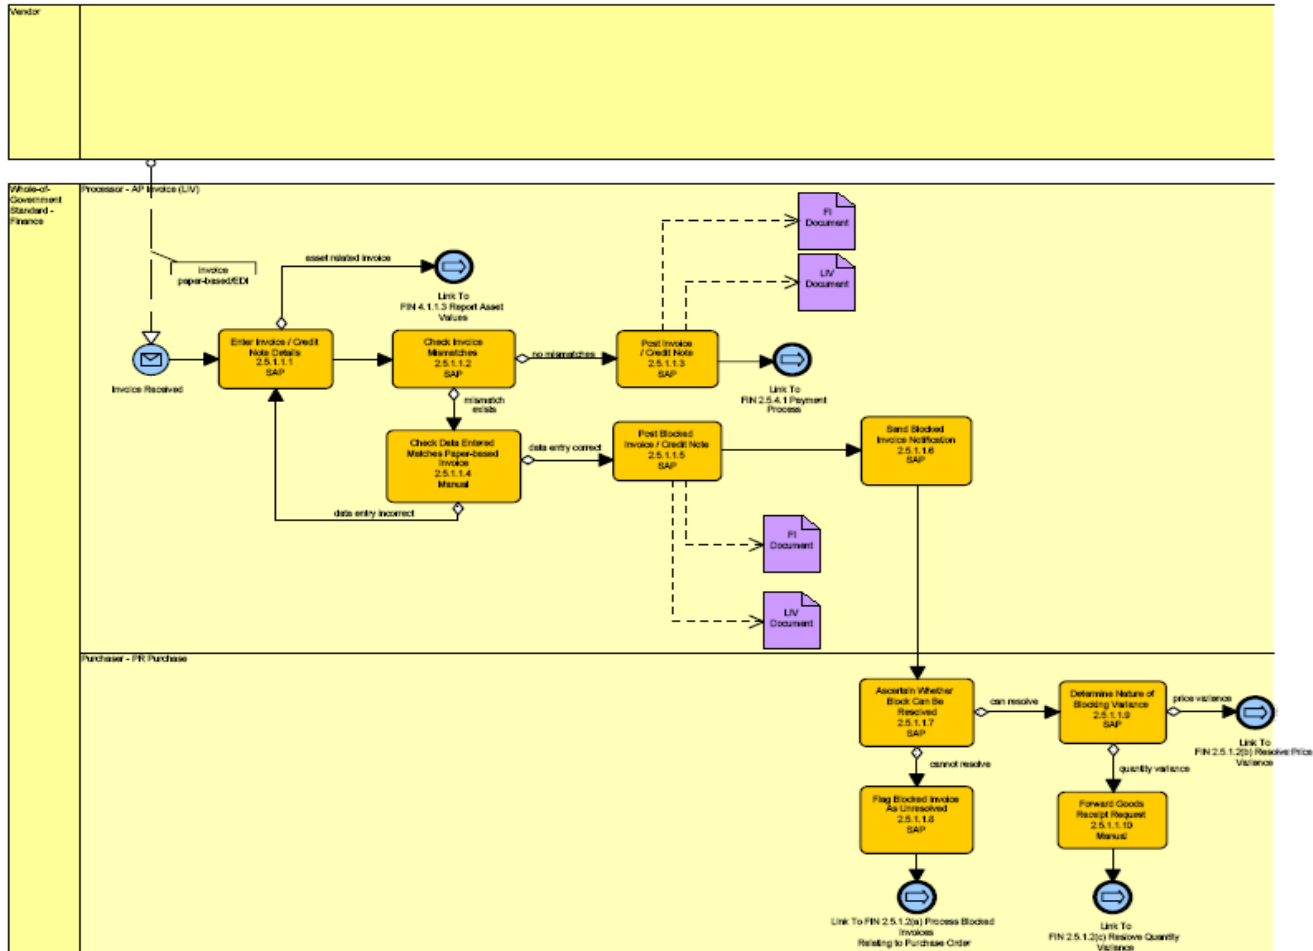 Vendor
Whole-of-
Government
Standard -
Finance
Processor - AP Invoice (LIV)
invoice
paper-based/EDI
Invoice Received
asset related invoice
Link To
FIN 4.1.1.3 Report Asset
Values
Enter Invoice / Credit
Note Details
2.5.1.1.1
SAP
Check Invoice
Mismatches
2.5.1.1.2
SAP
no mismatches
Post Invoice
/ Credit Note
2.5.1.1.3
SAP
FI
Document
LIV
Document
Link To
FIN 2.5.4.1 Payment
Process
mismatch
exists
Check Data Entered
Matches Paper-based
Invoice
2.5.1.1.4
Manual
data entry correct
data entry incorrect
Post Blocked
Invoice / Credit Note
2.5.1.1.5
SAP
Send Blocked
Invoice Notification
2.5.1.1.6
SAP
FI
Document
LIV
Document
Purchaser - PR Purchase
Ascertain Whether
Block Can Be
Resolved
2.5.1.1.7
SAP
can resolve
Determine Nature of
Blocking Variance
2.5.1.1.9
SAP
price variance
Link To
FIN 2.5.1.2(b) Resolve Price
Variance
cannot resolve
quantity variance
Flag Blocked Invoice
As Unresolved
2.5.1.1.8
SAP
Forward Goods
Receipt Request
2.5.1.1.10
Manual
Link To FIN 2.5.1.2(a) Process Blocked
Invoices
Relating to Purchase Order
Link To
FIN 2.5.1.2(c) Reslove Quantity
Variance